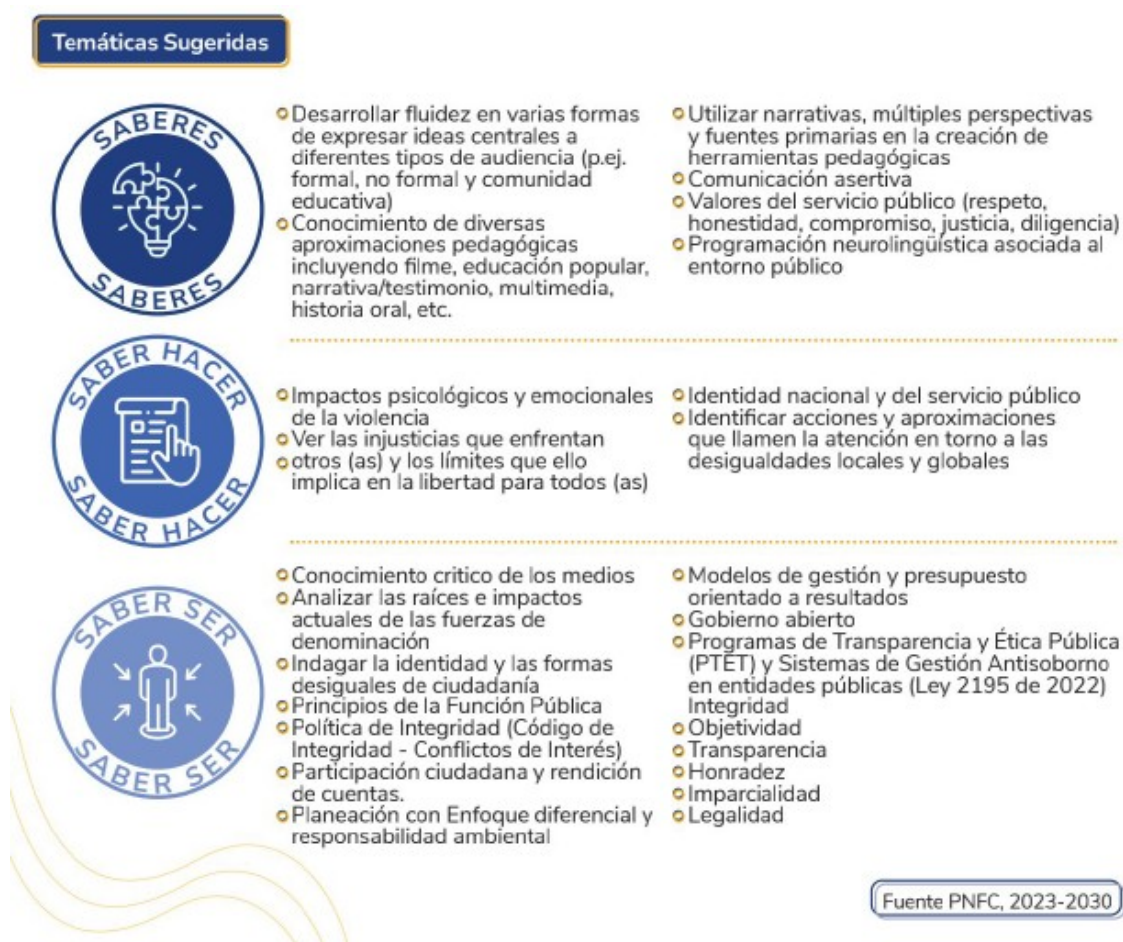 Temáticas Sugeridas
SABERES
SABERES
Desarrollar fluidez en varias formas
de expresar ideas centrales a
diferentes tipos de audiencia (p.ej.
formal, no formal y comunidad
educativa)
Conocimiento de diversas
aproximaciones pedagógicas
incluyendo filme, educación popular,
narrativa/testimonio, multimedia,
historia oral, etc.
Utilizar narrativas, múltiples perspectivas
y fuentes primarias en la creación de
herramientas pedagógicas
Comunicación asertiva
Valores del servicio público (respeto,
honestidad, compromiso, justicia, diligencia)
Programación neurolingüística asociada al
entorno público
SABER HACER
SABER HACER
Impactos psicológicos y emocionales
de la violencia
Ver las injusticias que enfrentan
otros (as) y los límites que ello
implica en la libertad para todos (as)
Identidad nacional y del servicio público
Identificar acciones y aproximaciones
que llamen la atención en torno a las
desigualdades locales y globales
SABER SER
SABER SER
Conocimiento critico de los medios
Analizar las raíces e impactos
actuales de las fuerzas de
denominación
Indagar la identidad y las formas
desiguales de ciudadanía
Principios de la Función Pública
Política de Integridad (Código de
Integridad - Conflictos de Interés)
Participación ciudadana y rendición
de cuentas.
Planeación con Enfoque diferencial y
responsabilidad ambiental
Modelos de gestión y presupuesto
orientado a resultados
Gobierno abierto
Programas de Transparencia y Ética Pública
(PTET) y Sistemas de Gestión Antisoborno
en entidades públicas (Ley 2195 de 2022)
Integridad
Objetividad
Transparencia
Honradez
Imparcialidad
Legalidad
Fuente PNFC, 2023-2030